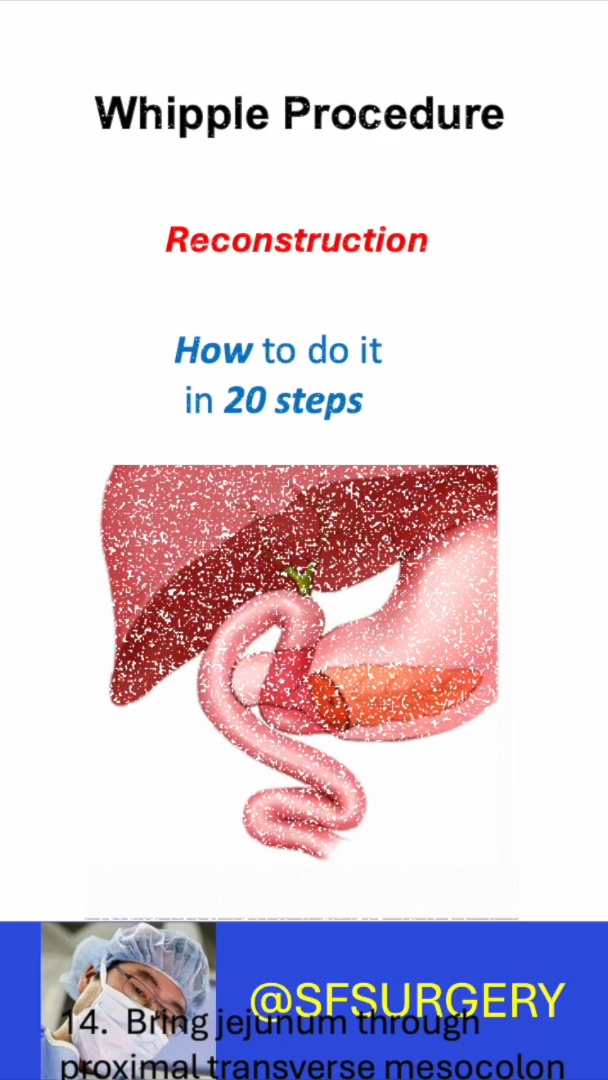 Whipple Procedure
Reconstruction
How to do it
in 20 steps
@SFSURGERY
14. Bring jejunum through
proximal transverse mesocolon